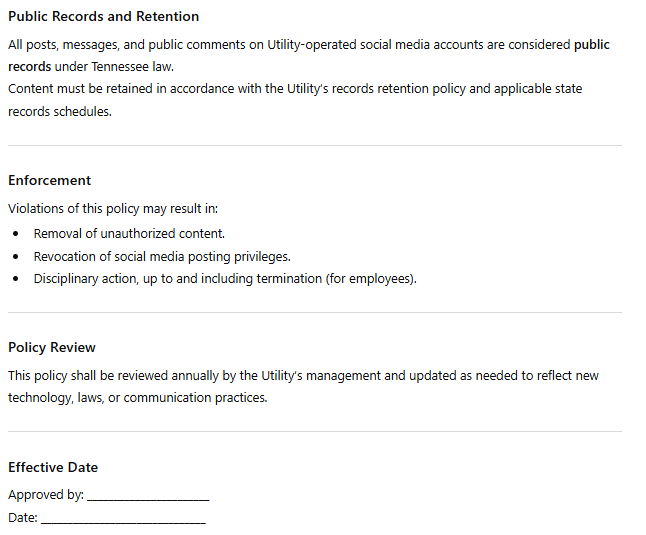 Public Records and Retention
All posts, messages, and public comments on Utility-operated social media accounts are considered public
records under Tennessee law.
Content must be retained in accordance with the Utility's records retention policy and applicable state
records schedules.
Enforcement
Violations of this policy may result in:
• Removal of unauthorized content.
• Revocation of social media posting privileges.
• Disciplinary action, up to and including termination (for employees).
Policy Review
This policy shall be reviewed annually by the Utility's management and updated as needed to reflect new
technology, laws, or communication practices.
Effective Date
Approved by: ______________________
Date: ______________________________